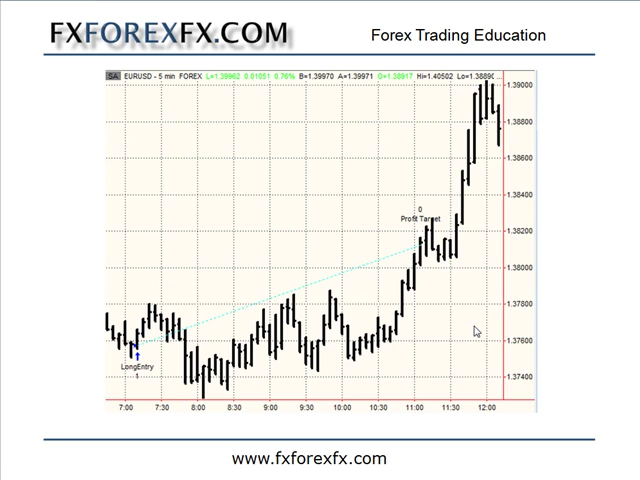 FXFOREXFX.COM
Forex Trading Education
SA EURUSD - 5 min FOREX L=1.39962 0.01051 0.76% B=1.39970 A=1.39971 O=1.38917 Hi=1.40502 Lo=1.3889( ...
1.39000
1.38800
1.38600
1.38400
0
Profit Target
1.38200
1.38000
1.37800
1.37600
LongEntry
1
1.37400
7:00 7:30 8:00 8:30 9:00 9:30 10:00 10:30 11:00 11:30 12:00
www.fxforexfx.com